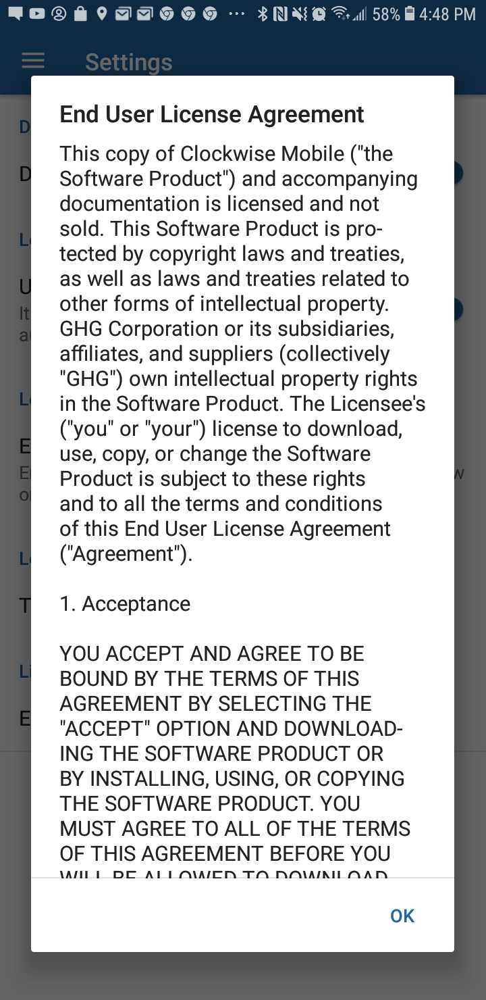 58% 4:48 PM
Settings
End User License Agreement
This copy of Clockwise Mobile ("the
Software Product") and accompanying
documentation is licensed and not
sold. This Software Product is pro-
tected by copyright laws and treaties,
as well as laws and treaties related to
other forms of intellectual property.
GHG Corporation or its subsidiaries,
affiliates, and suppliers (collectively
"GHG") own intellectual property rights
in the Software Product. The Licensee's
("you" or "your") license to download,
use, copy, or change the Software
Product is subject to these rights
and to all the terms and conditions
of this End User License Agreement
("Agreement").
1. Acceptance
YOU ACCEPT AND AGREE TO BE
BOUND BY THE TERMS OF THIS
AGREEMENT BY SELECTING THE
"ACCEPT" OPTION AND DOWNLOAD-
ING THE SOFTWARE PRODUCT OR
BY INSTALLING, USING, OR COPYING
THE SOFTWARE PRODUCT. YOU
MUST AGREE TO ALL OF THE TERMS
OF THIS AGREEMENT BEFORE YOU
WILL BE ALLOWED TO DOWNLOAD
OK